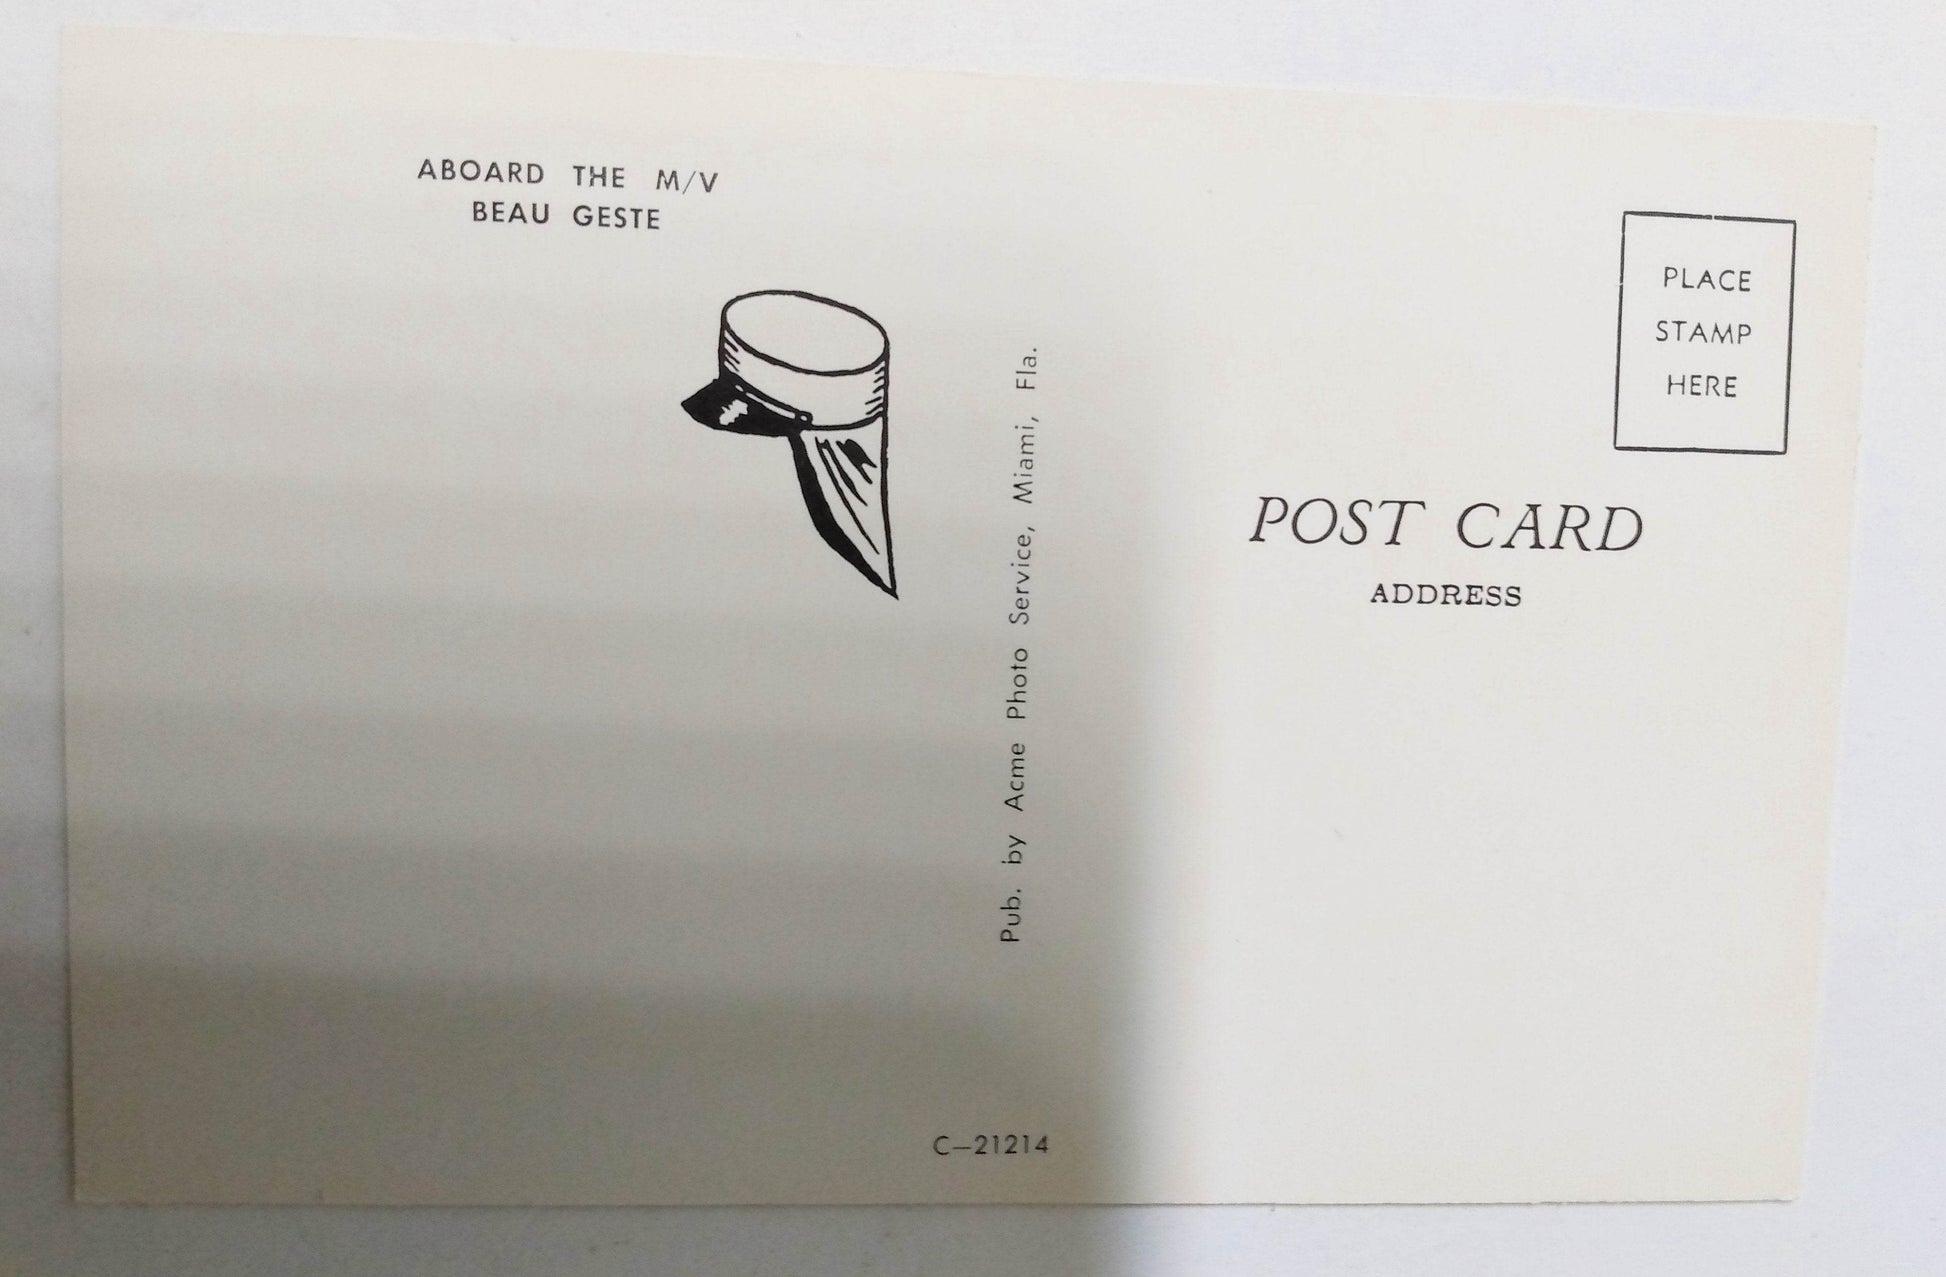 ABOARD THE M/V
BEAU GESTE
Pub. by Acme Photo Service, Miami, Fla.
C-21214
PLACE
STAMP
HERE
POST CARD
ADDRESS